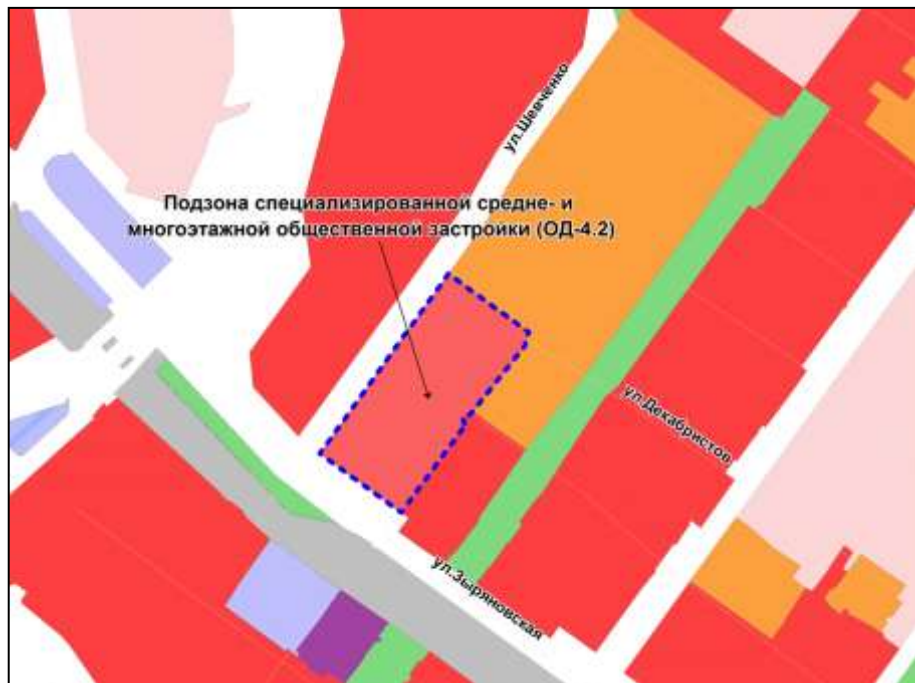 ул.Шевченко
Подзона специализированной средне- и
многоэтажной общественной застройки (ОД-4.2)
ул.Декабристов
ул.Зыряновская